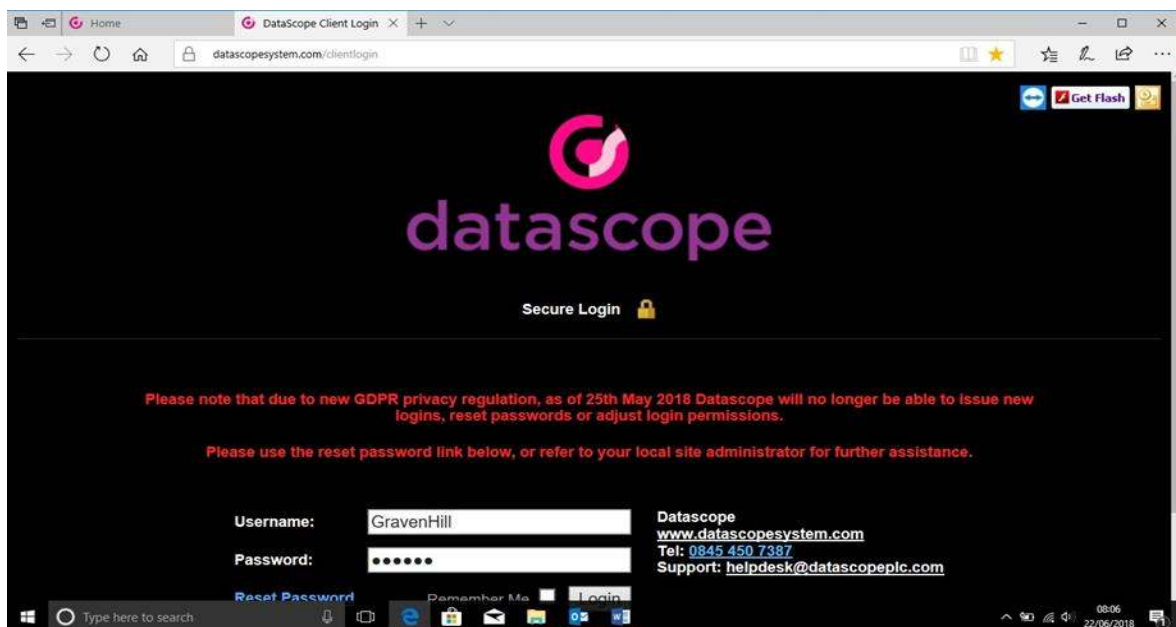 Home
DataScope Client Login
datascopesystem.com/clientlogin
Get Flash
datascope
Secure Login
Please note that due to new GDPR privacy regulation, as of 25th May 2018 Datascope will no longer be able to issue new
logins, reset passwords or adjust login permissions.
Please use the reset password link below, or refer to your local site administrator for further assistance.
Username:
GravenHill
Datascope
www.datascopesystem.com
Password:
••••••
Tel: 0845 450 7387
Support: helpdesk@datascopeplc.com
Reset Password
Remember Me
Login
Type here to search
08:06
22/06/2018